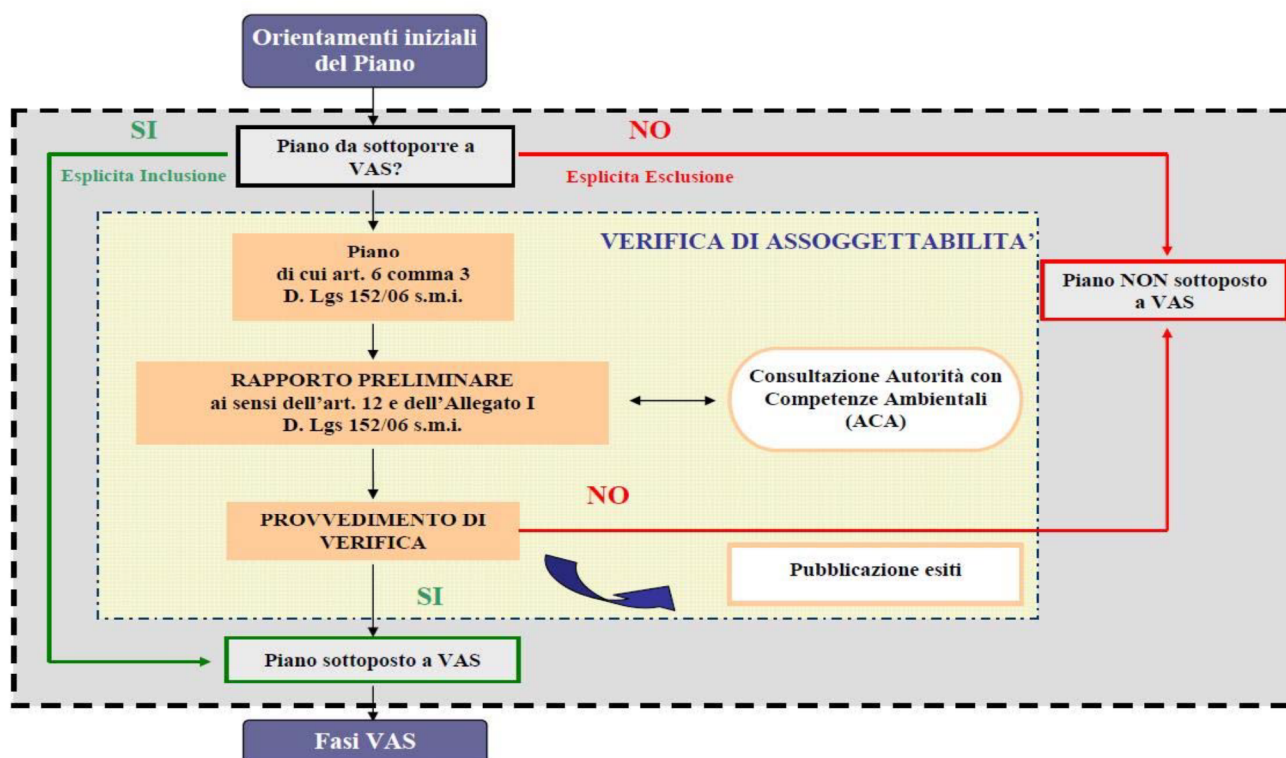 Orientamenti iniziali
del Piano
SI
NO
Piano da sottoporre a
VAS?
Esplicita Inclusione
Esplicita Esclusione
VERIFICA DI ASSOGGETTABILITA’
Piano
di cui art. 6 comma 3
D. Lgs 152/06 s.m.i.
Piano NON sottoposto
a VAS
RAPPORTO PRELIMINARE
ai sensi dell’art. 12 e dell’Allegato I
D. Lgs 152/06 s.m.i.
Consultazione Autorità con
Competenze Ambientali
(ACA)
NO
PROVVEDIMENTO DI
VERIFICA
Pubblicazione esiti
SI
Piano sottoposto a VAS
Fasi VAS